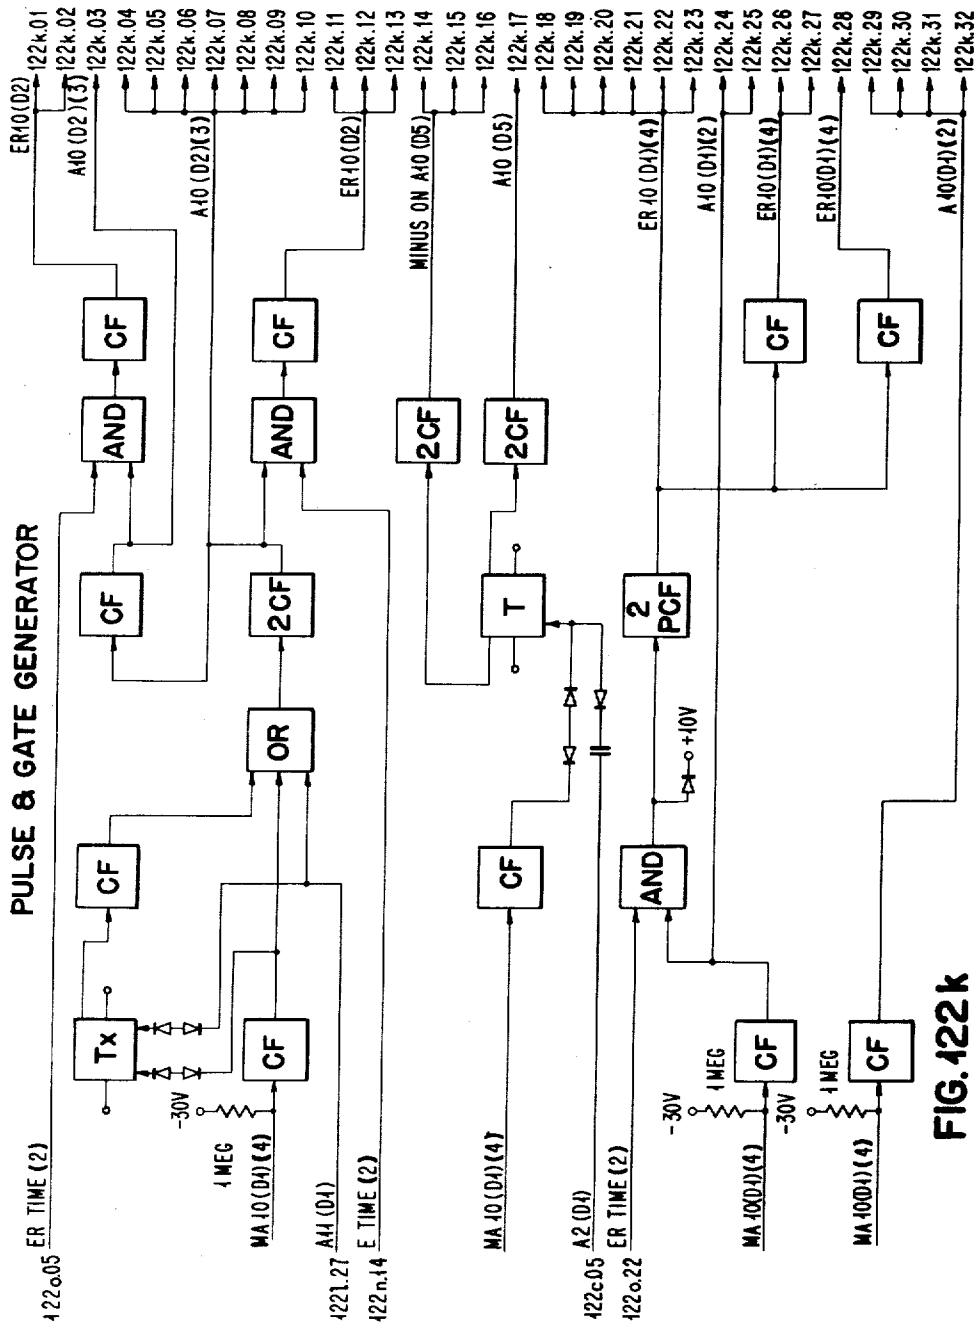 PULSE & GATE GENERATOR
122o.05
ER TIME (2)
Tx
CF
CF
AND
CF
ER10(D2)
A10(D2)(3)
122k.01
122k.02
122k.03
-30V
1 MEG
MA10(D1)(4)
CF
OR
2CF
AND
CF
A10(D2)(3)
122k.04
122k.05
122k.06
122k.07
122k.08
122k.09
122k.10
122l.27
A11(D1)
122n.14
E TIME (2)
ER10(D2)
122k.11
122k.12
122k.13
MA10(D1)(4)
CF
T
2CF
MINUS ON A10(D5)
122k.14
122k.15
122k.16
2CF
A10(D5)
122k.17
122c.05
A2(D1)
122o.22
ER TIME (2)
AND
+10V
2
PCF
ER10(D1)(4)
122k.18
122k.19
122k.20
122k.21
122k.22
122k.23
-30V
1 MEG
MA10(D1)(4)
CF
A10(D1)(2)
122k.24
122k.25
CF
ER10(D1)(4)
122k.26
122k.27
CF
ER10(D1)(4)
122k.28
-30V
1 MEG
MA10(D1)(4)
CF
A10(D1)(2)
122k.29
122k.30
122k.31
122k.32
FIG. 122k